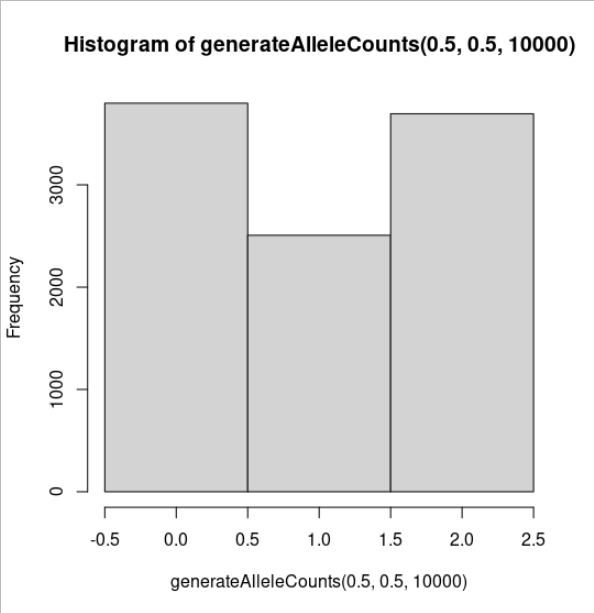 Histogram of generateAlleleCounts(0.5, 0.5, 10000)
Frequency
3000
2000
1000
0
-0.5 0.0 0.5 1.0 1.5 2.0 2.5
generateAlleleCounts(0.5, 0.5, 10000)